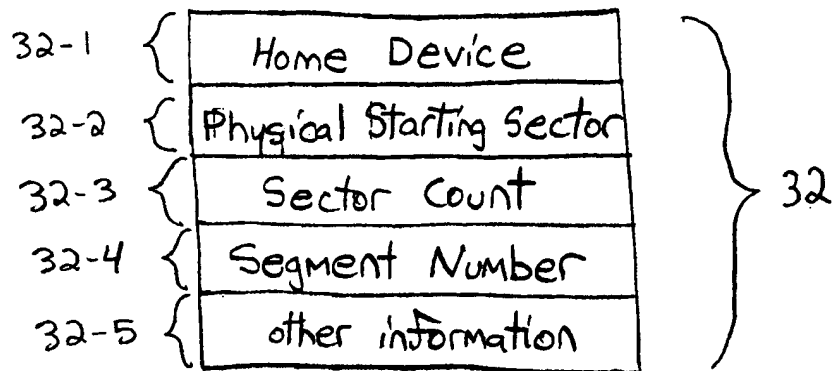 32-1 Home Device
32-2 Physical Starting Sector
32-3 Sector Count 32
32-4 Segment Number
32-5 other information